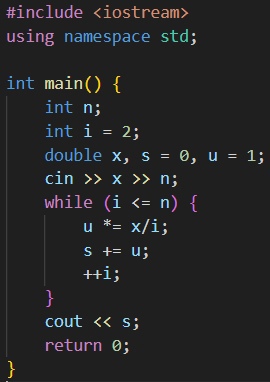 #include <iostream>
using namespace std;

int main() {
    int n;
    int i = 2;
    double x, s = 0, u = 1;
    cin >> x >> n;
    while (i <= n) {
        u *= x/i;
        s += u;
        ++i;
    }
    cout << s;
    return 0;
}